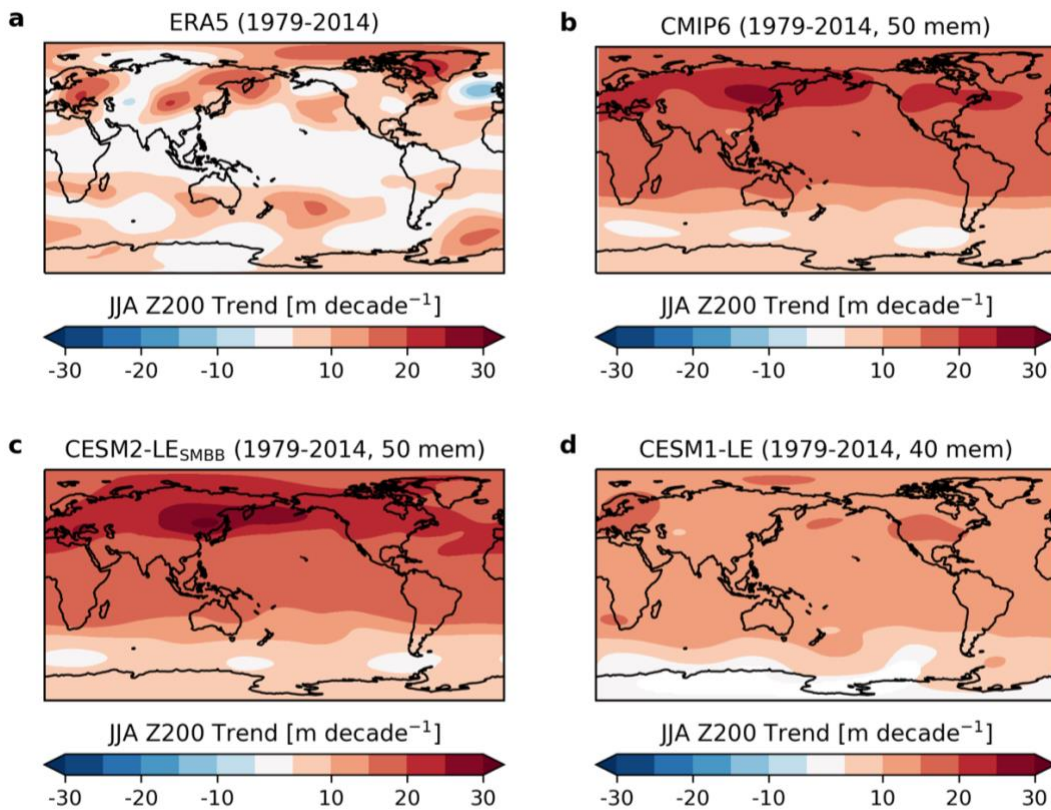 a
ERA5 (1979-2014)
JJA Z200 Trend [m decade⁻¹]
-30 -20 -10 10 20 30
b
CMIP6 (1979-2014, 50 mem)
JJA Z200 Trend [m decade⁻¹]
-30 -20 -10 10 20 30
c
CESM2-LE_SMBB (1979-2014, 50 mem)
JJA Z200 Trend [m decade⁻¹]
-30 -20 -10 10 20 30
d
CESM1-LE (1979-2014, 40 mem)
JJA Z200 Trend [m decade⁻¹]
-30 -20 -10 10 20 30